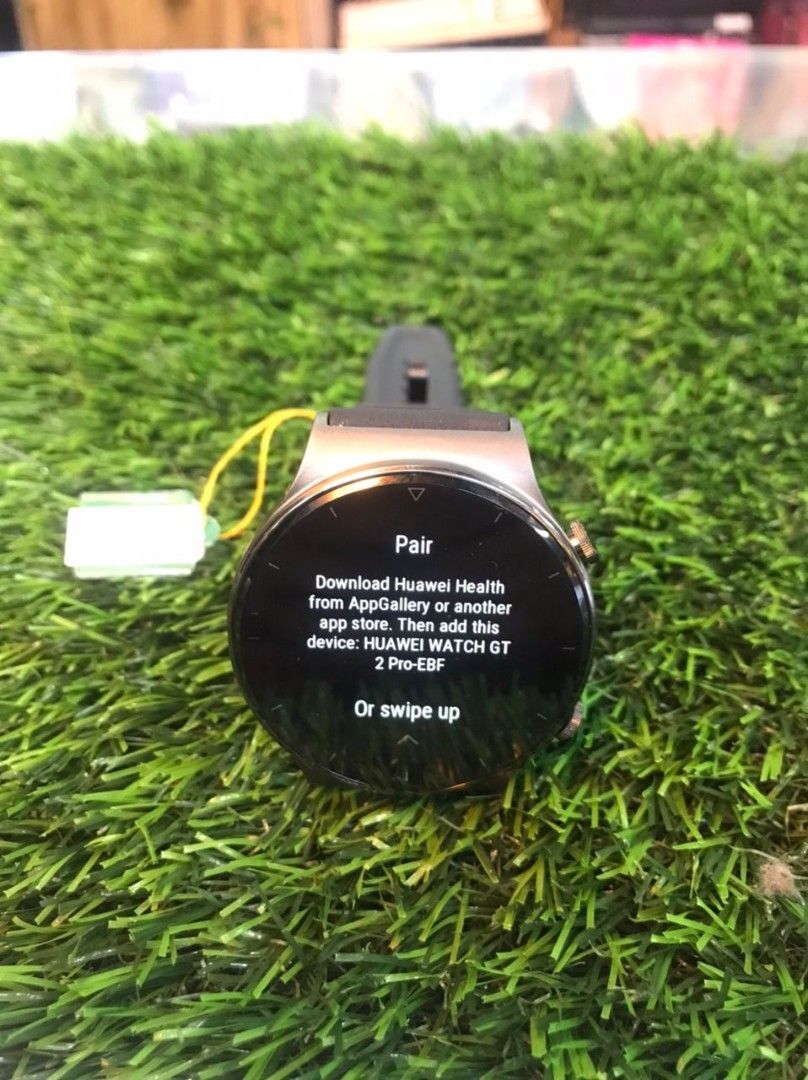 Pair
Download Huawei Health
from AppGallery or another
app store. Then add this
device: HUAWEI WATCH GT
2 Pro-EBF
Or swipe up